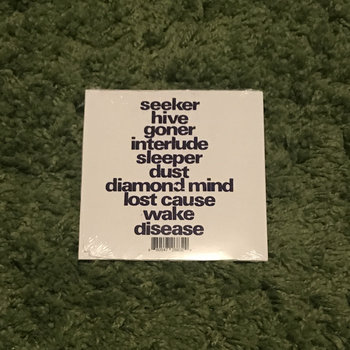 seeker
hive
goner
interlude
sleeper
dust
diamond mind
lost cause
wake
disease